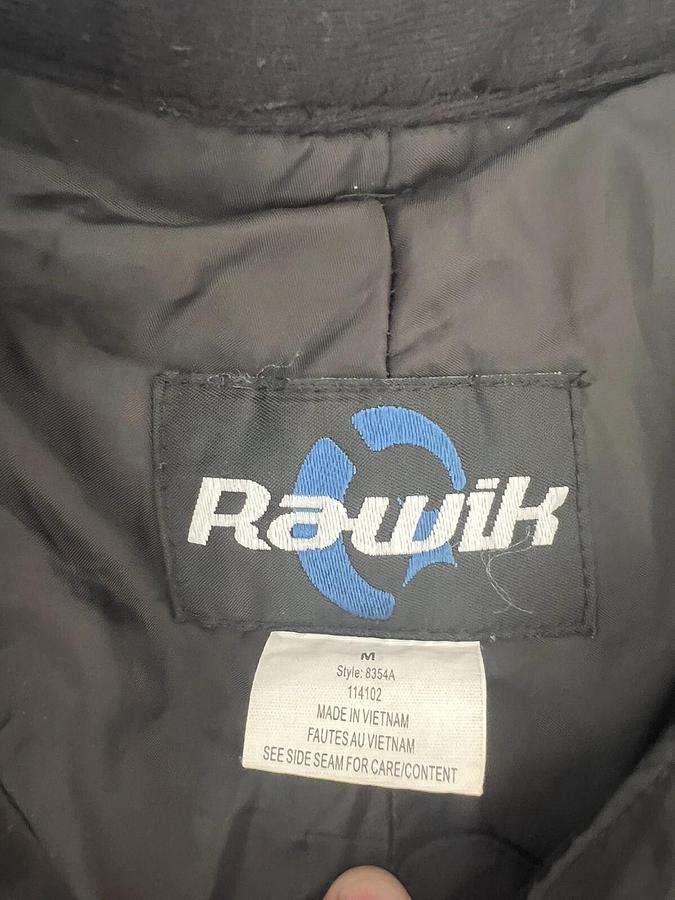 Rawik
M
Style: 8354A
114102
MADE IN VIETNAM
FAUTES AU VIETNAM
SEE SIDE SEAM FOR CARE/CONTENT